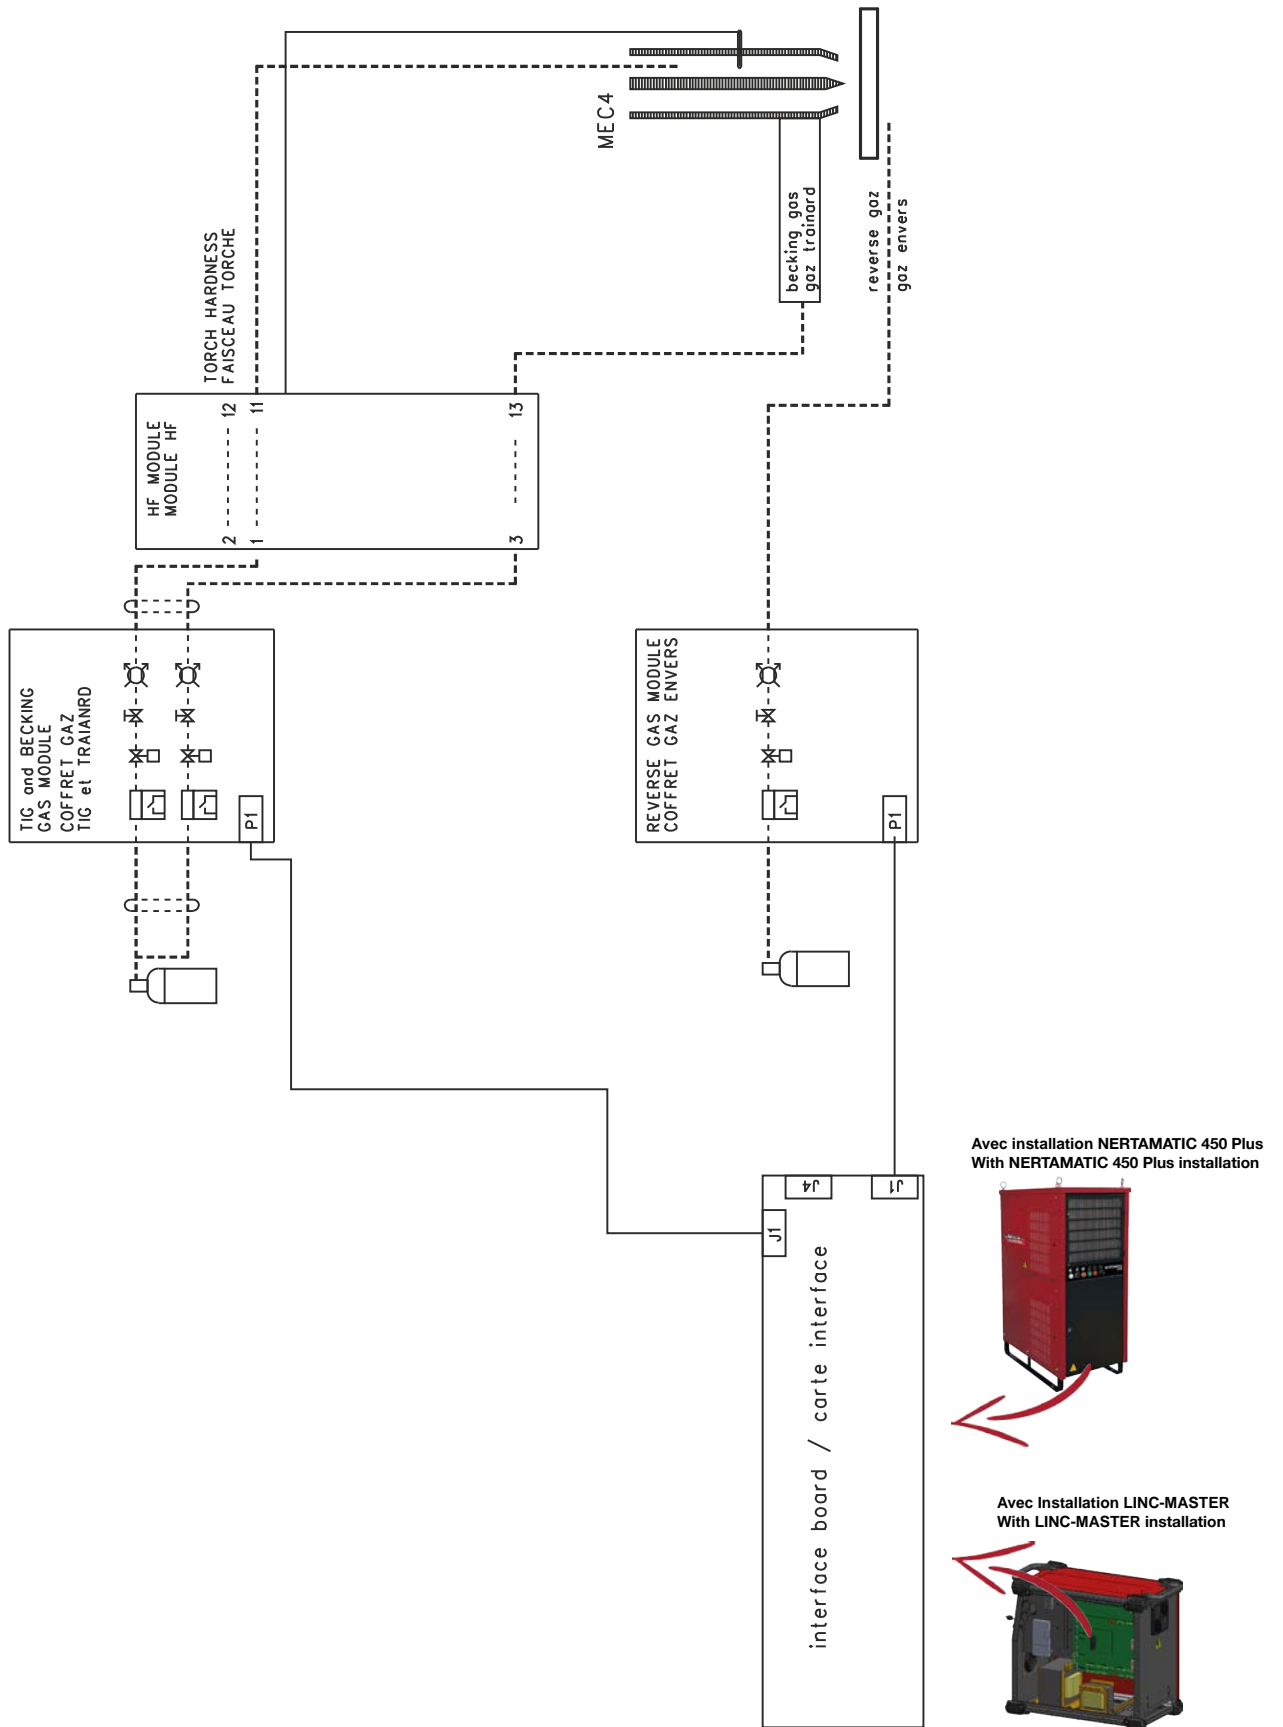 MEC4
becking gas
gaz trainard
reverse gaz
gaz envers
TORCH HARDNESS
FAISCEAU TORCHE
HF MODULE
MODULE HF
12
11
13
2
1
3
TIG and BECKING
GAS MODULE
COFFRET GAZ
TIG et TRAIANRD
P1
REVERSE GAS MODULE
COFFRET GAZ ENVERS
P1
Avec installation NERTAMATIC 450 Plus
With NERTAMATIC 450 Plus installation
J4
J1
J1
interface board / carte interface
Avec Installation LINC-MASTER
With LINC-MASTER installation